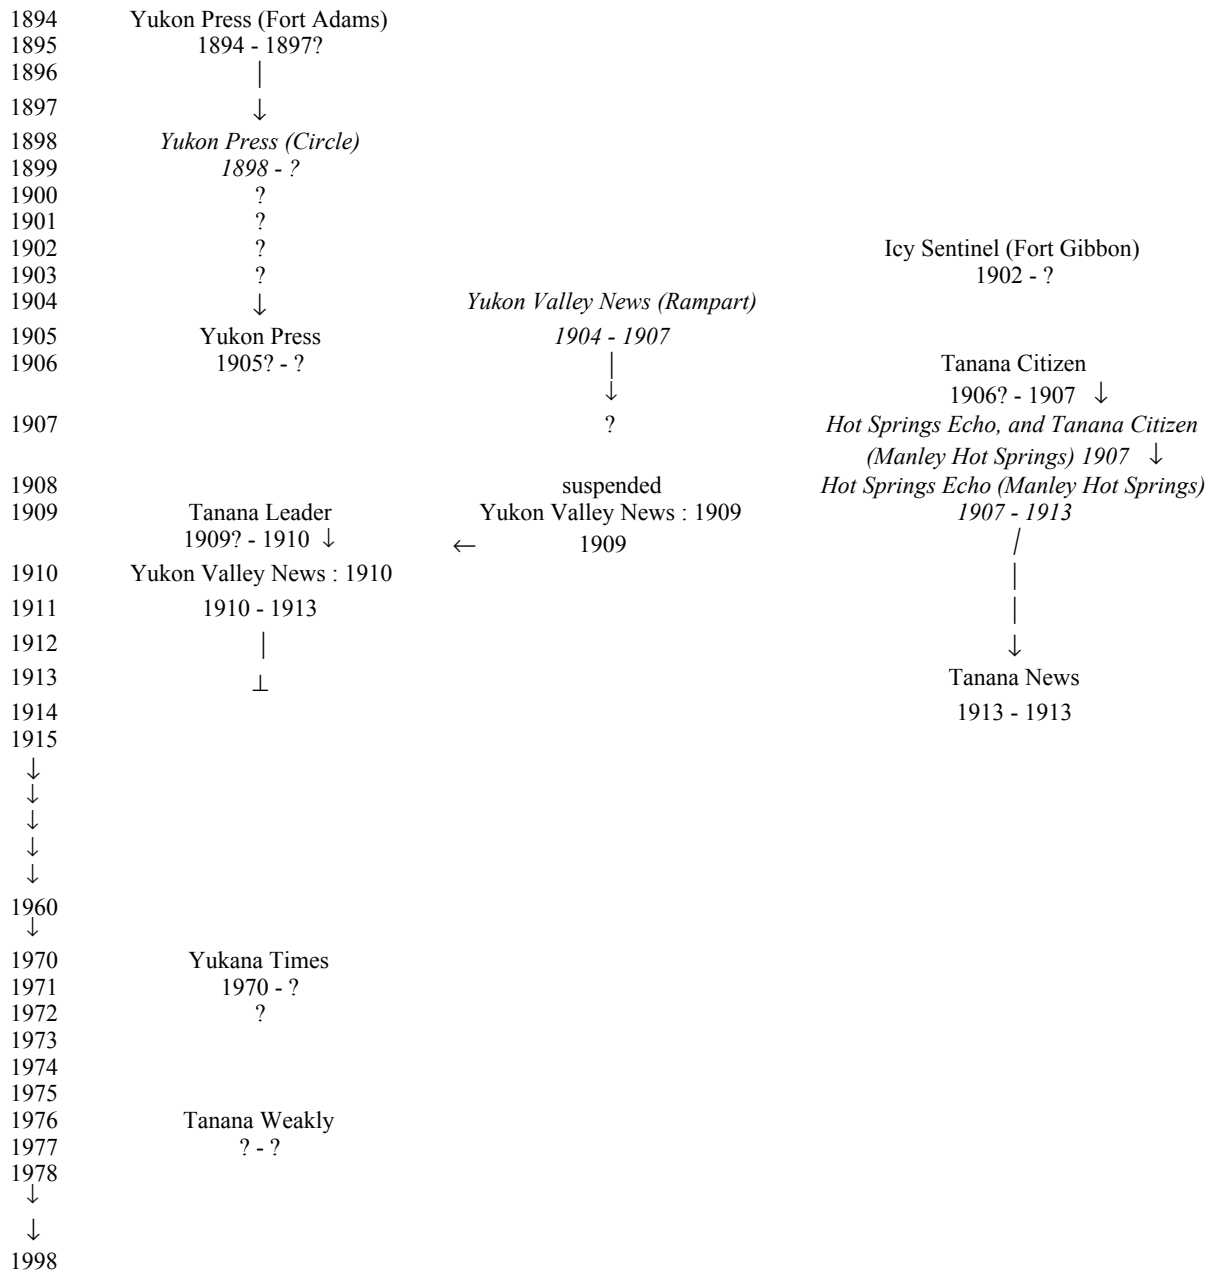 1894 Yukon Press (Fort Adams)
1895 1894 - 1897?
1896 |
1897 ↓
1898 Yukon Press (Circle)
1899 1898 - ?
1900 ?
1901 ?
1902 ? Icy Sentinel (Fort Gibbon)
1903 ? 1902 - ?
1904 ↓ Yukon Valley News (Rampart)
1905 Yukon Press 1904 - 1907
1906 1905? - ? | Tanana Citizen
↓ 1906? - 1907 ↓
1907 ? Hot Springs Echo, and Tanana Citizen
(Manley Hot Springs) 1907 ↓
1908 suspended Hot Springs Echo (Manley Hot Springs)
1909 Tanana Leader Yukon Valley News : 1909 1907 - 1913
1909? - 1910 ↓ ← 1909 /
1910 Yukon Valley News : 1910 |
1911 1910 - 1913 |
1912 | ↓
1913 ⊥ Tanana News
1914 1913 - 1913
1915
↓
↓
↓
↓
↓
1960
↓
1970 Yukana Times
1971 1970 - ?
1972 ?
1973
1974
1975
1976 Tanana Weakly
1977 ? - ?
1978
↓
↓
1998